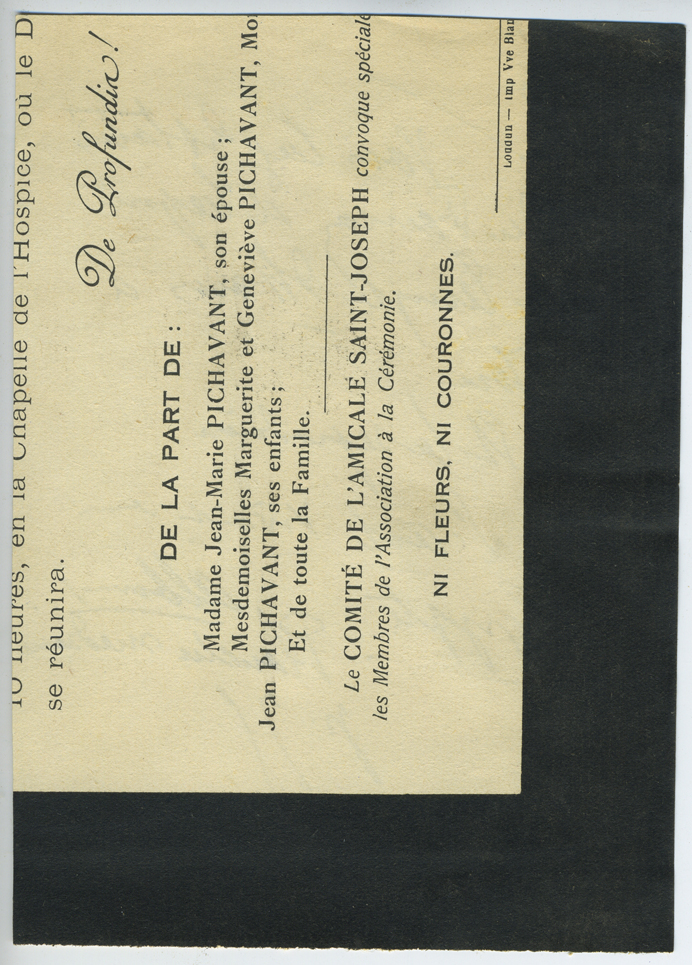 10 heures, en la Chapelle de l'Hospice, où le D
se réunira.
De Profundis!
DE LA PART DE :
Madame Jean-Marie PICHAVANT, son épouse ;
Mesdemoiselles Marguerite et Geneviève PICHAVANT, Mo
Jean PICHAVANT, ses enfants ;
Et de toute la Famille.
Le COMITÉ DE L'AMICALE SAINT-JOSEPH convoque spéciale
les Membres de l'Association à la Cérémonie.
NI FLEURS, NI COURONNES.
Loudun — Imp Vve Blan